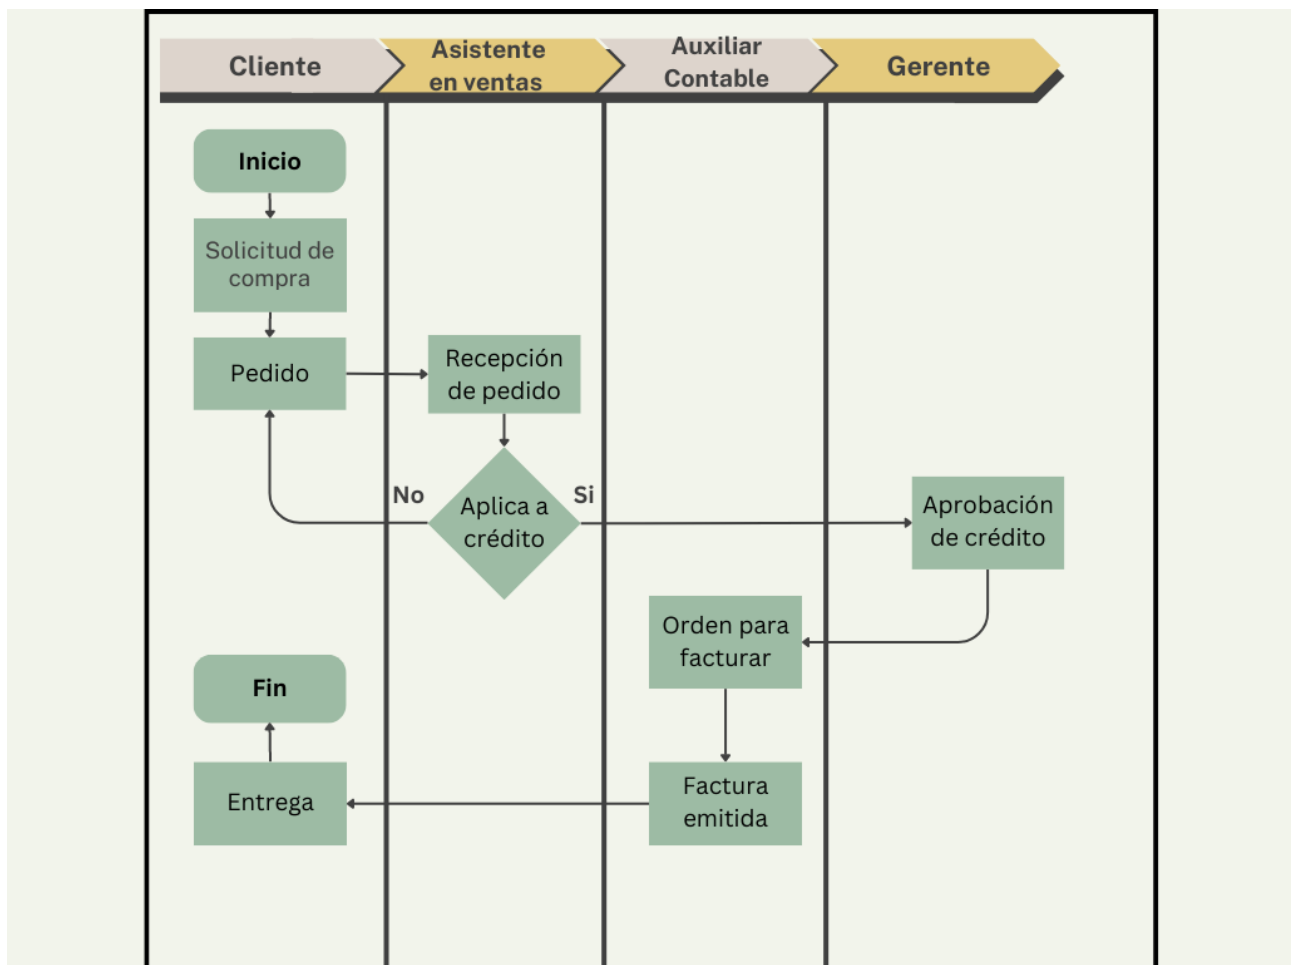 Cliente
Asistente
en ventas
Auxiliar
Contable
Gerente
Inicio
Solicitud de
compra
Pedido
Recepción
de pedido
No
Aplica a
crédito
Si
Aprobación
de crédito
Orden para
facturar
Fin
Entrega
Factura
emitida